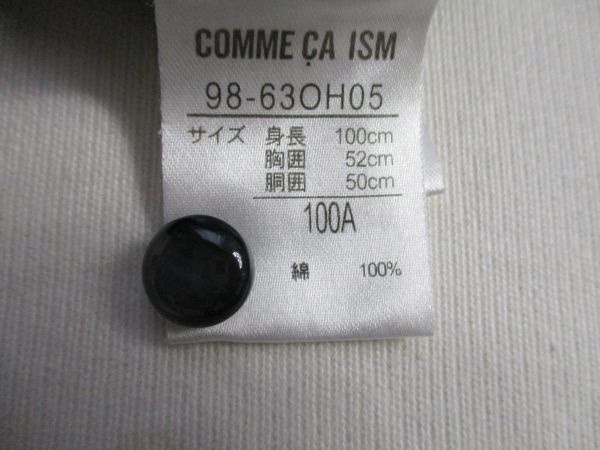 COMME ÇA ISM
98-63OH05
サイズ 身長 100cm
胸囲 52cm
胴囲 50cm
100A
綿 100%